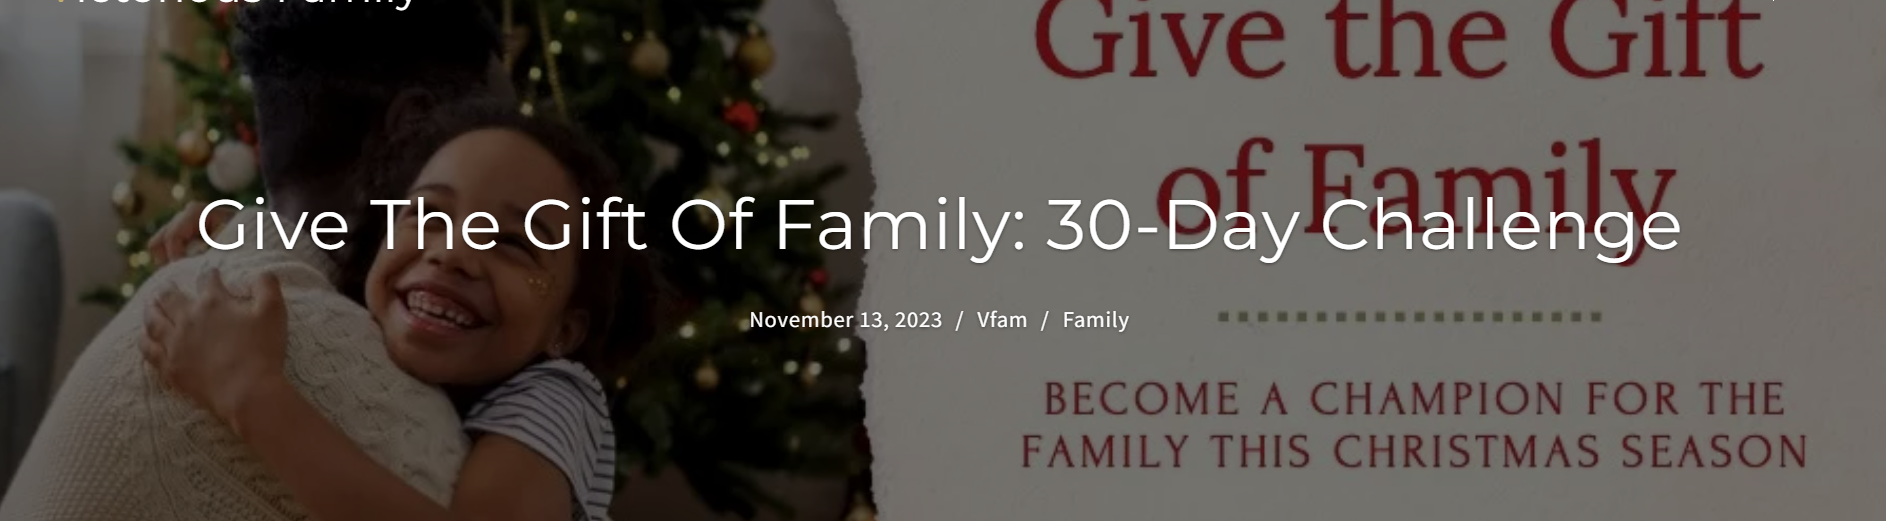 Family
Give the Gift
of Family
Give The Gift Of Family: 30-Day Challenge
November 13, 2023 / Vfam / Family
BECOME A CHAMPION FOR THE
FAMILY THIS CHRISTMAS SEASON